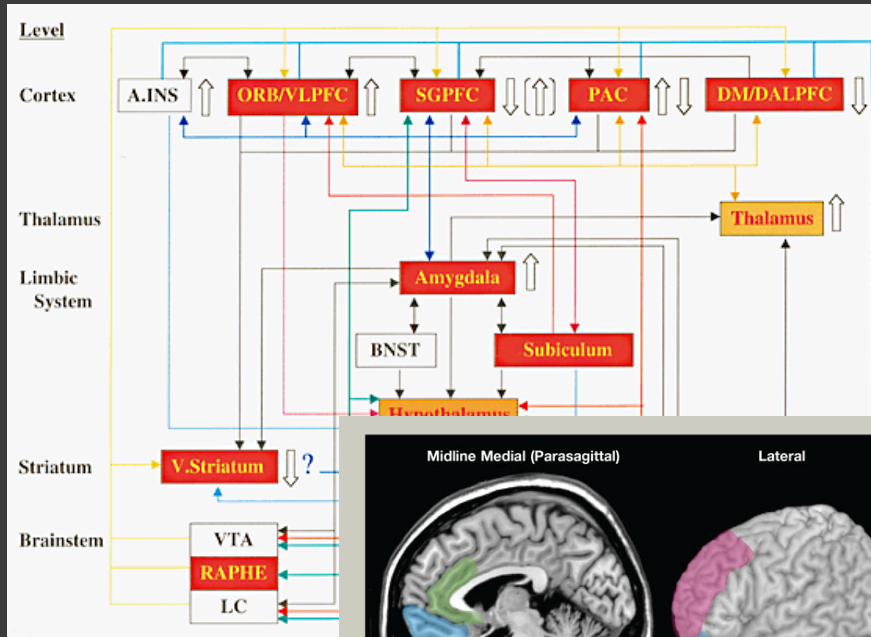 Level
Cortex
A.INS
ORB/VLPFC
SGPFC
PAC
DM/DALPFC
Thalamus
Thalamus
Limbic
System
Amygdala
BNST
Subiculum
Hypothalamus
Striatum
V.Striatum
?
Midline Medial (Parasagittal)
Lateral
Brainstem
VTA
RAPHE
LC